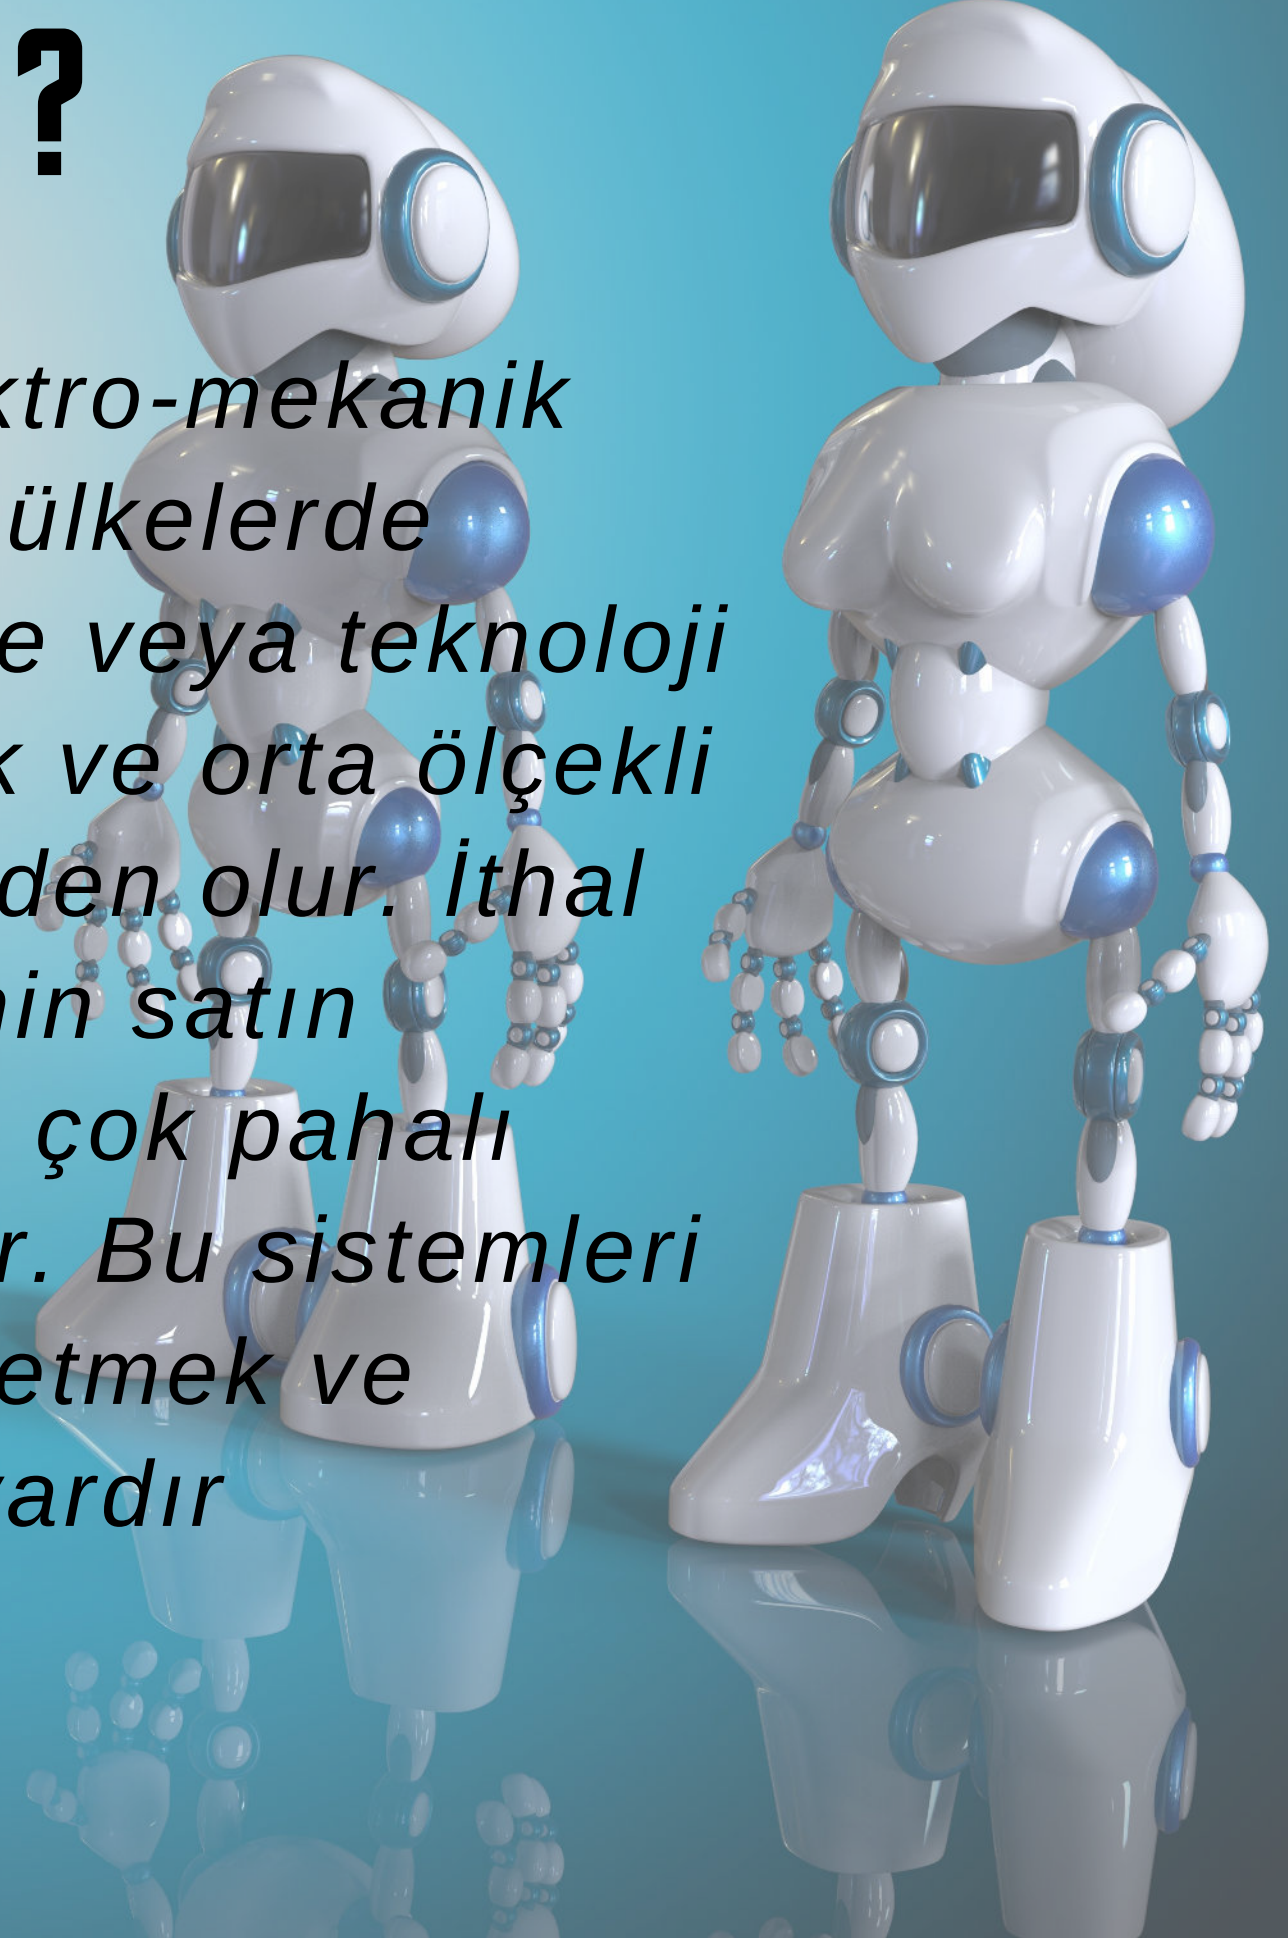 ?
ktro-mekanik
ülkelerde
e veya teknoloji
k ve orta ölçekli
den olur. İthal
nin satın
çok pahalı
r. Bu sistemleri
etmek ve
vardır